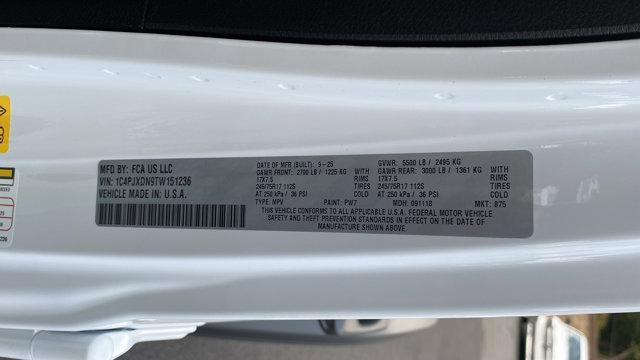 MFD BY: FCA US LLC
VIN: 1C4PJXDN9TW151236
VEHICLE MADE IN: U.S.A.
DATE OF MFR (BUILT): 9-25 GVWR: 5500 LB / 2495 KG
GAWR FRONT: 2700 LB / 1225 KG WITH GAWR REAR: 3000 LB / 1361 KG WITH
17X7.5 RIMS 17X7.5 RIMS
245/75R17 112S 245/75R17 112S
AT 250 kPa / 36 PSI COLD AT 250 kPa / 36 PSI COLD
TYPE: MPV PAINT: PW7 MDH: 091118 MKT: 875
THIS VEHICLE CONFORMS TO ALL APPLICABLE U.S.A. FEDERAL MOTOR VEHICLE
SAFETY AND THEFT PREVENTION STANDARDS IN EFFECT ON THE DATE OF
MANUFACTURE SHOWN ABOVE.
1236